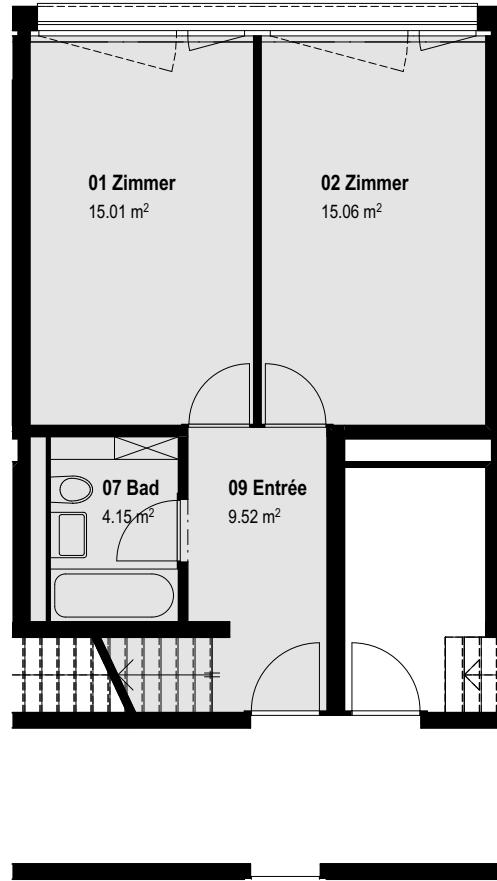 01 Zimmer
15.01 m²
02 Zimmer
15.06 m²
07 Bad
4.15 m²
09 Entrée
9.52 m²